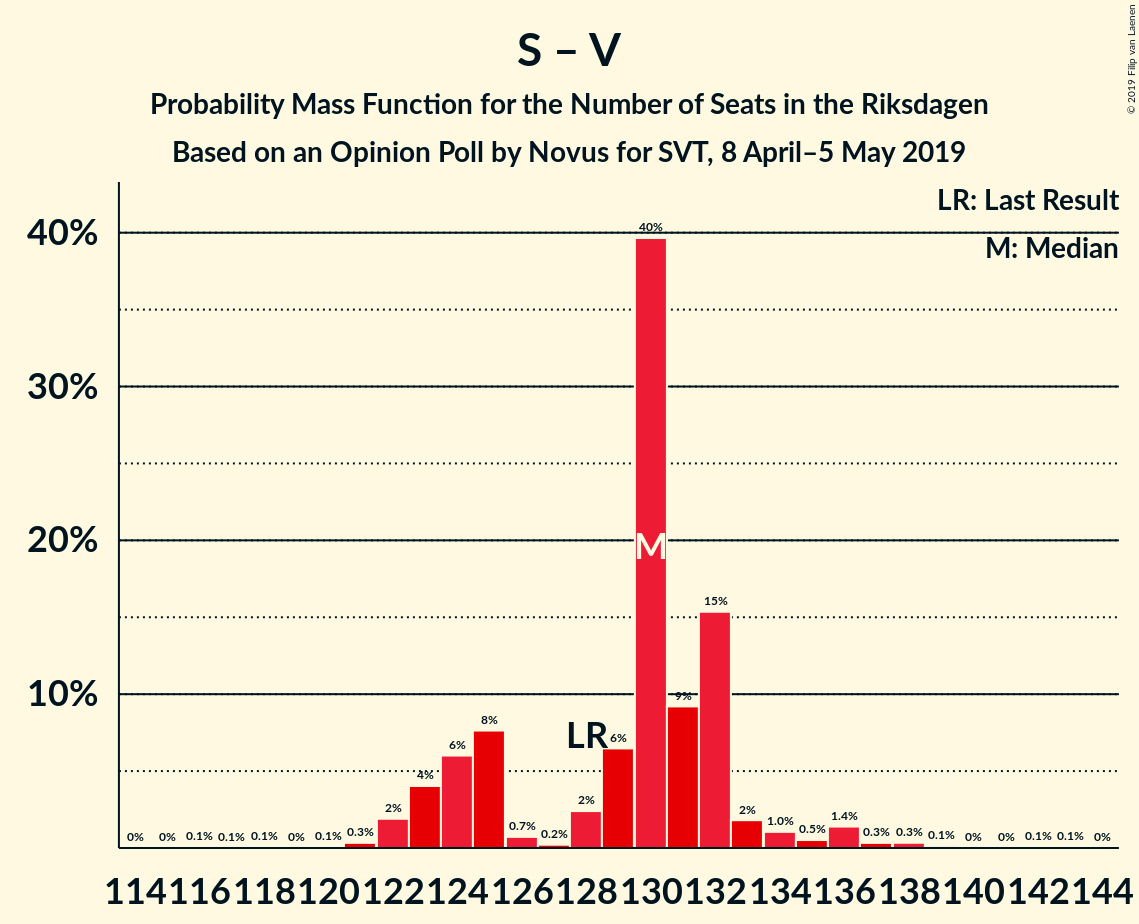 S – V
Probability Mass Function for the Number of Seats in the Riksdagen
Based on an Opinion Poll by Novus for SVT, 8 April–5 May 2019
© 2019 Filip van Laenen
LR: Last Result
M: Median
40%
30%
20%
10%
0% 0% 0.1% 0.1% 0.1% 0% 0.1% 0.3% 2% 4% 6% 8% 0.7% 0.2% 2% 6% 40% 9% 15% 2% 1.0% 0.5% 1.4% 0.3% 0.3% 0.1% 0% 0% 0.1% 0.1% 0%
LR
M
114 116 118 120 122 124 126 128 130 132 134 136 138 140 142 144